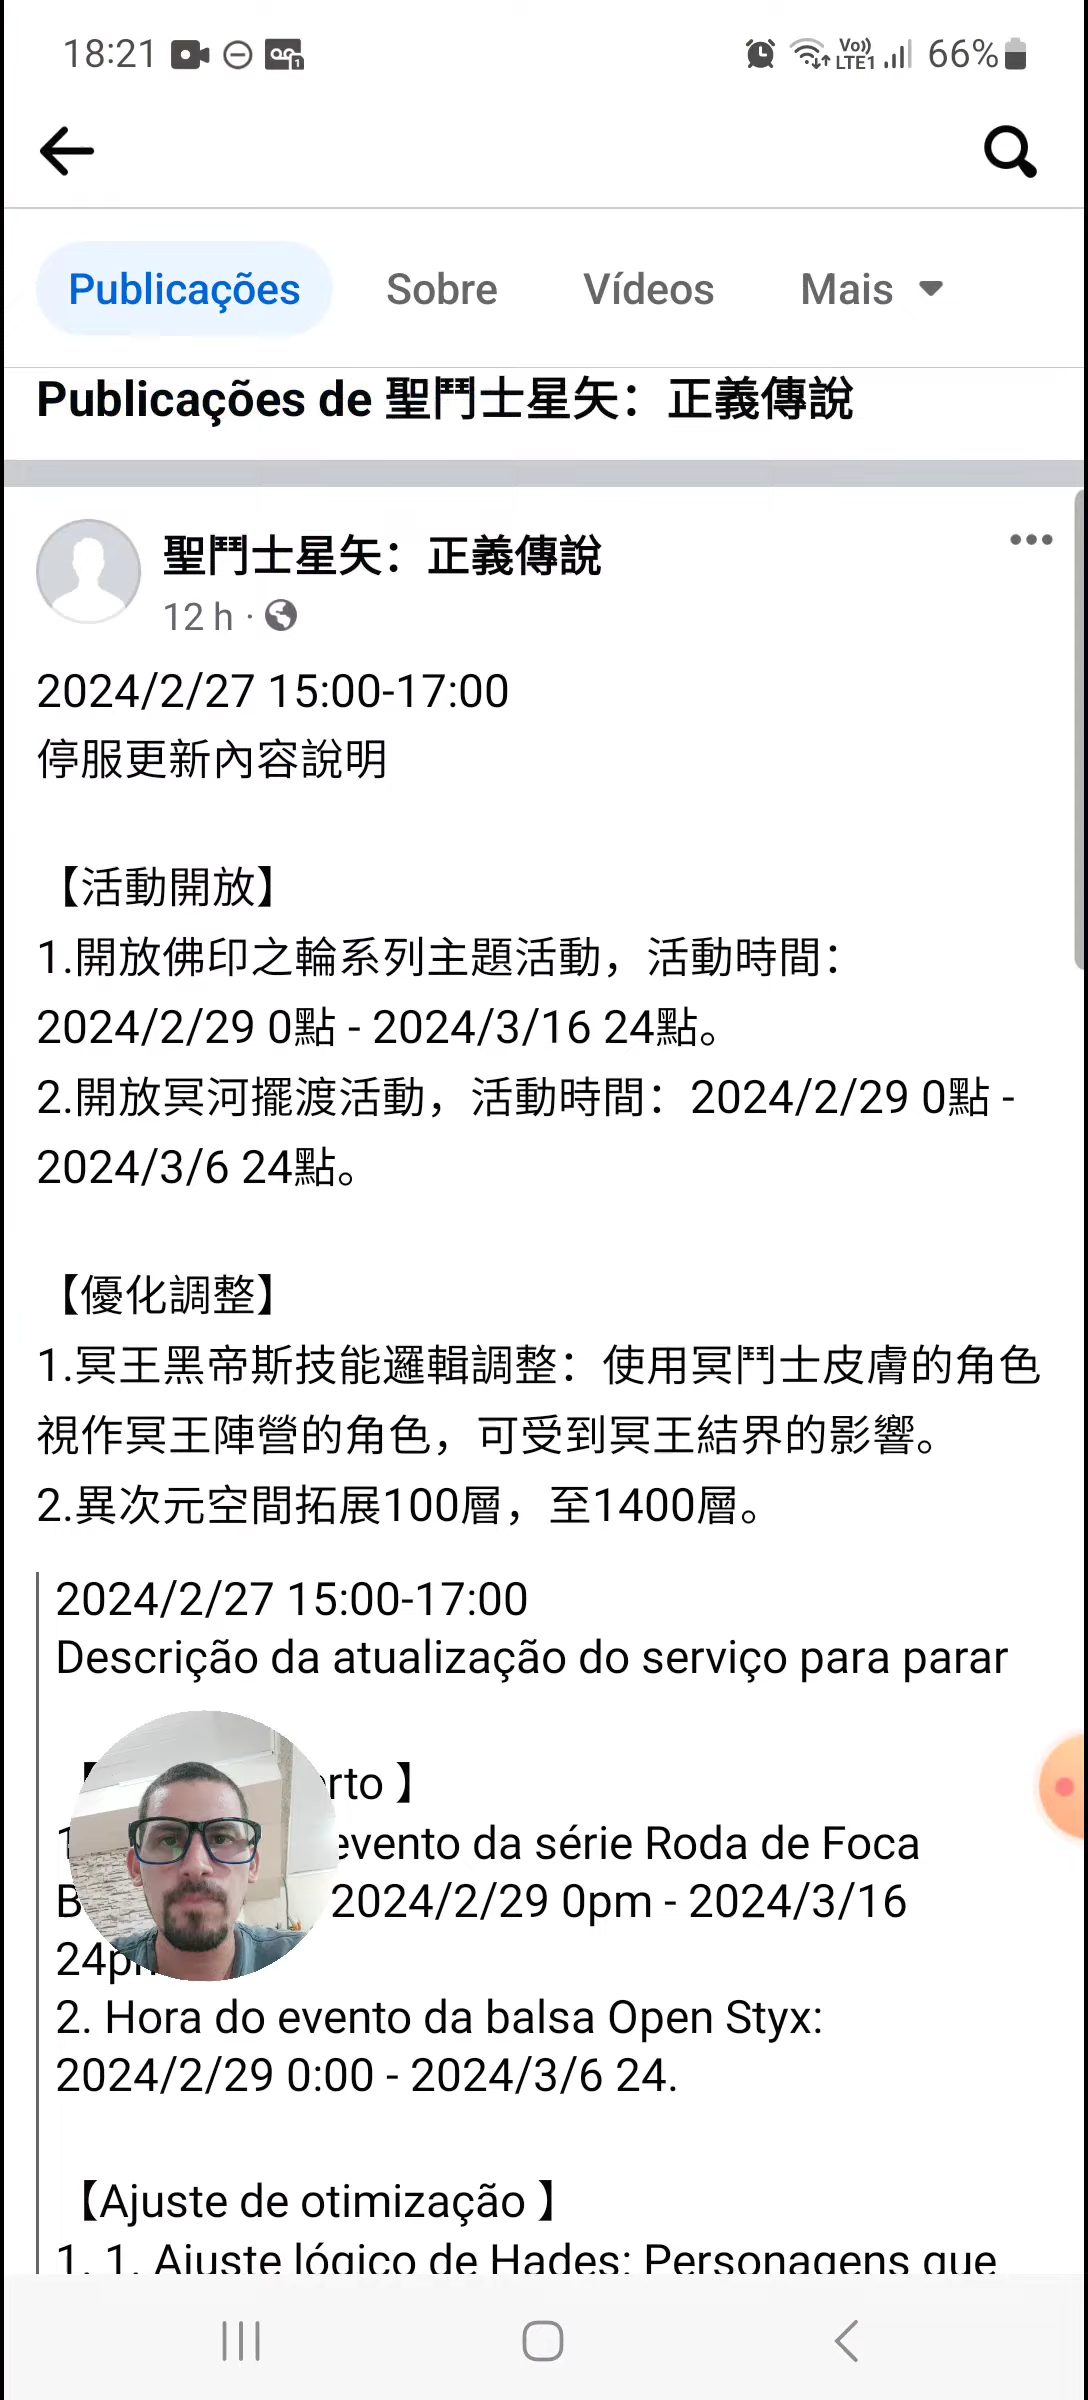 18:21
Vo)) LTE1 66%
Publicações Sobre Vídeos Mais
Publicações de 聖鬥士星矢：正義傳說
聖鬥士星矢：正義傳說
12 h ·
2024/2/27 15:00-17:00
停服更新內容說明
【活動開放】
1.開放佛印之輪系列主題活動，活動時間：
2024/2/29 0點 - 2024/3/16 24點。
2.開放冥河擺渡活動，活動時間：2024/2/29 0點 -
2024/3/6 24點。
【優化調整】
1.冥王黑帝斯技能邏輯調整：使用冥鬥士皮膚的角色
視作冥王陣營的角色，可受到冥王結界的影響。
2.異次元空間拓展100層，至1400層。
2024/2/27 15:00-17:00
Descrição da atualização do serviço para parar
rto 】
evento da série Roda de Foca
B 2024/2/29 0pm - 2024/3/16
24p
2. Hora do evento da balsa Open Styx:
2024/2/29 0:00 - 2024/3/6 24.
【Ajuste de otimização 】
1. 1. Ajuste lógico de Hades: Personagens que